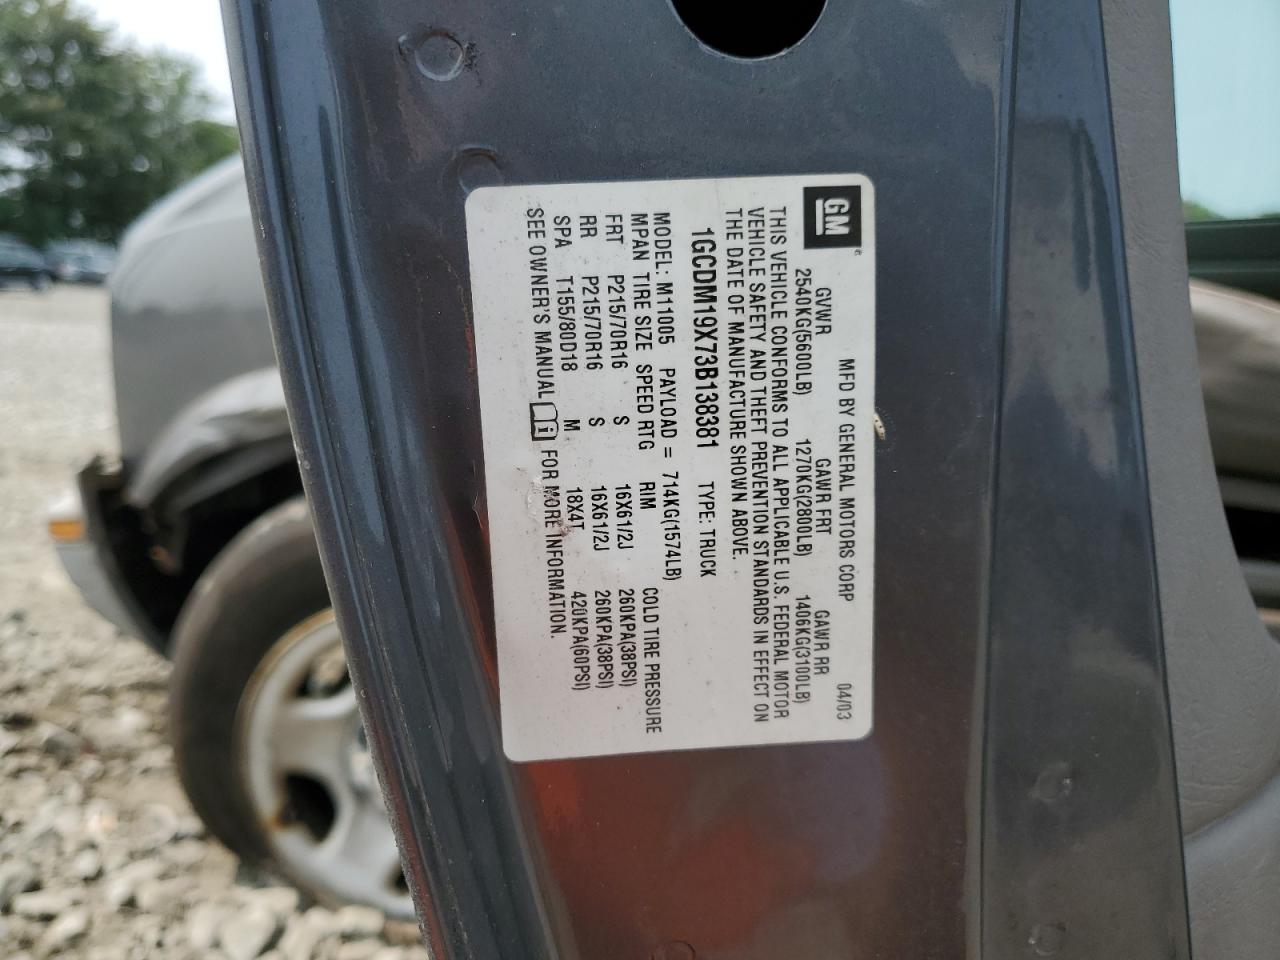 GM
MFD BY GENERAL MOTORS CORP 04/03
GVWR GAWR FRT GAWR RR
2540KG(5600LB) 1270KG(2800LB) 1406KG(3100LB)
THIS VEHICLE CONFORMS TO ALL APPLICABLE U.S. FEDERAL MOTOR
VEHICLE SAFETY AND THEFT PREVENTION STANDARDS IN EFFECT ON
THE DATE OF MANUFACTURE SHOWN ABOVE.
1GCDM19X73B138381 TYPE: TRUCK
MODEL: M11005 PAYLOAD = 714KG(1574LB)
MPAN TIRE SIZE SPEED RTG RIM COLD TIRE PRESSURE
FRT P215/70R16 S 16X61/2J 260KPA(38PSI)
RR P215/70R16 S 16X61/2J 260KPA(38PSI)
SPA T155/80D18 M 18X4T 420KPA(60PSI)
SEE OWNER'S MANUAL i FOR MORE INFORMATION.